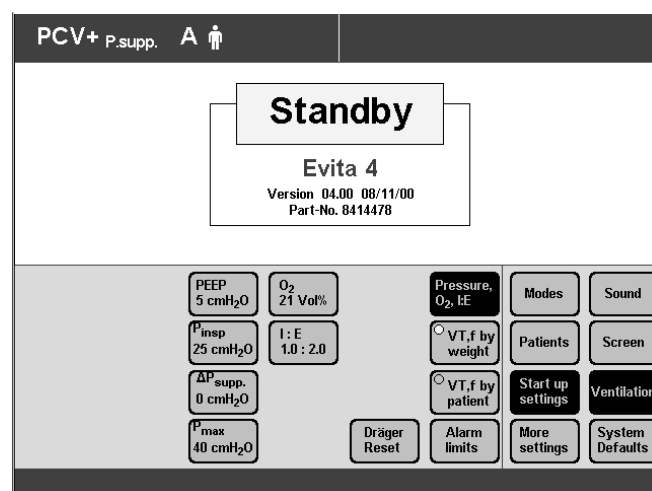 PCV+ P.supp. A
Standby
Evita 4
Version 04.00 08/11/00
Part-No. 8414478
PEEP
5 cmH₂O
O₂
21 Vol%
Pressure,
O₂, I:E
Modes
Sound
Pinsp
25 cmH₂O
I : E
1.0 : 2.0
VT,f by
weight
Patients
Screen
ΔPsupp.
0 cmH₂O
VT,f by
patient
Start up
settings
Ventilation
Pmax
40 cmH₂O
Dräger
Reset
Alarm
limits
More
settings
System
Defaults